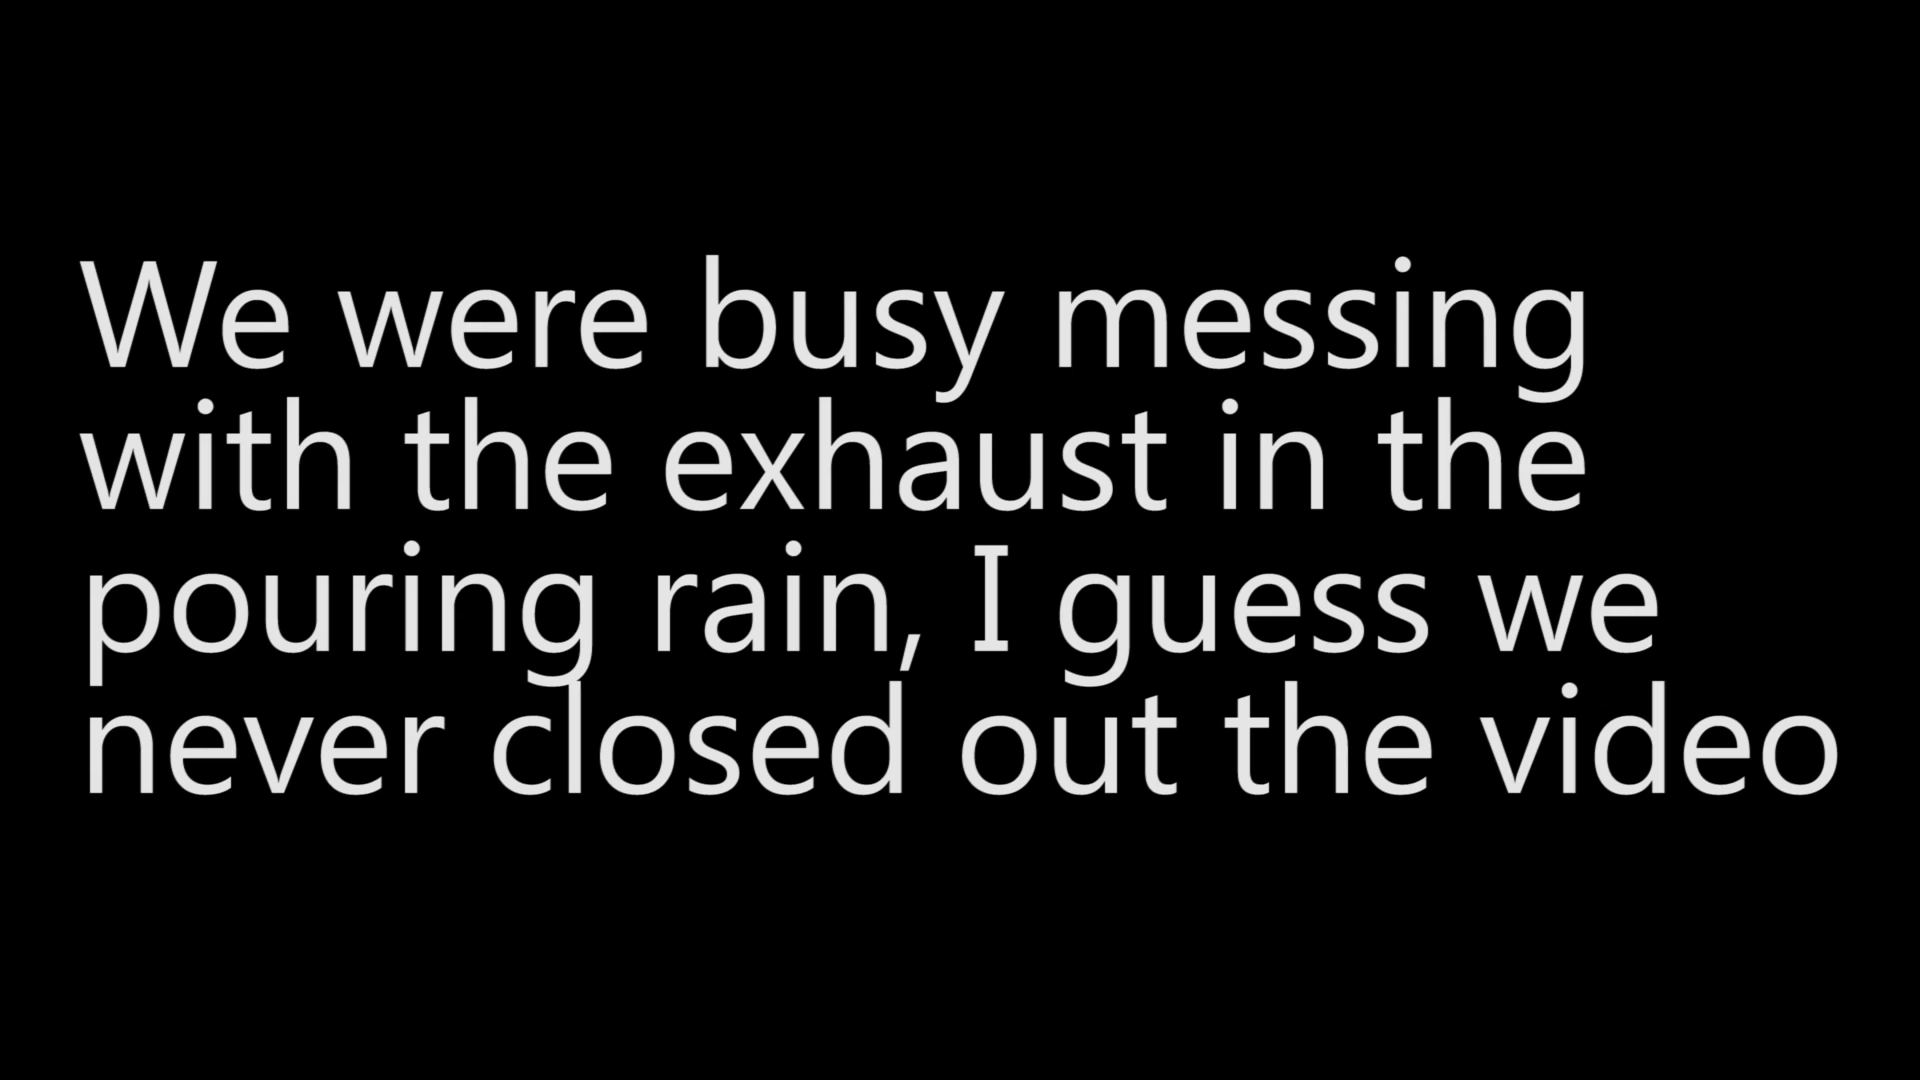 We were busy messing
with the exhaust in the
pouring rain, I guess we
never closed out the video